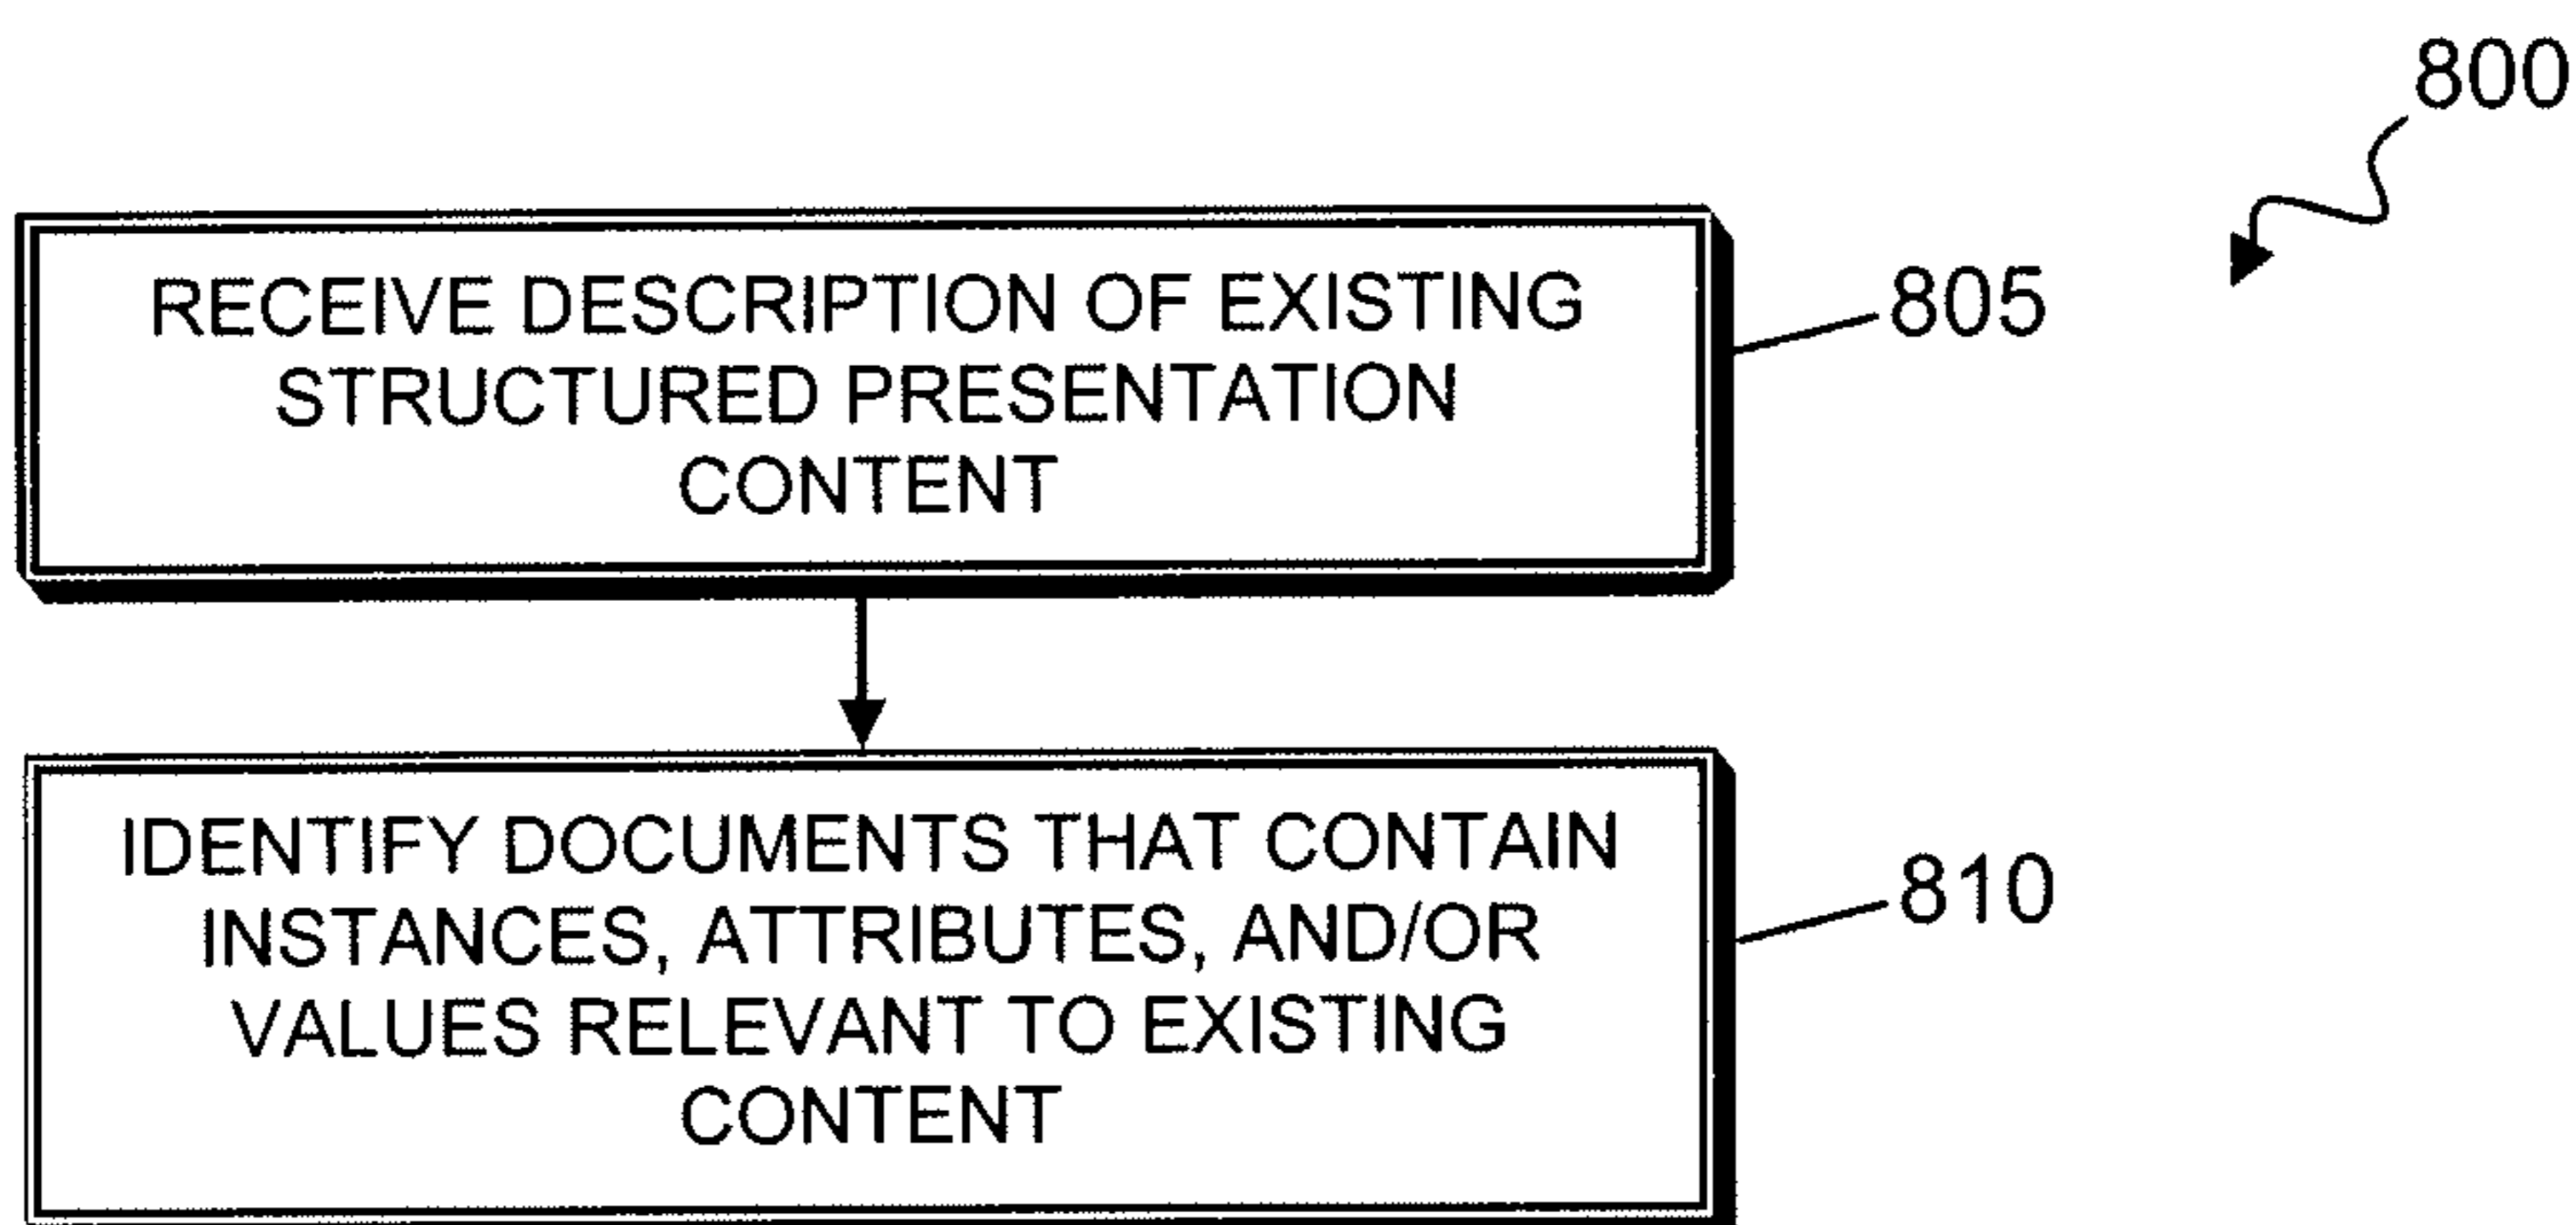 800
RECEIVE DESCRIPTION OF EXISTING
STRUCTURED PRESENTATION
CONTENT
805
IDENTIFY DOCUMENTS THAT CONTAIN
INSTANCES, ATTRIBUTES, AND/OR
VALUES RELEVANT TO EXISTING
CONTENT
810